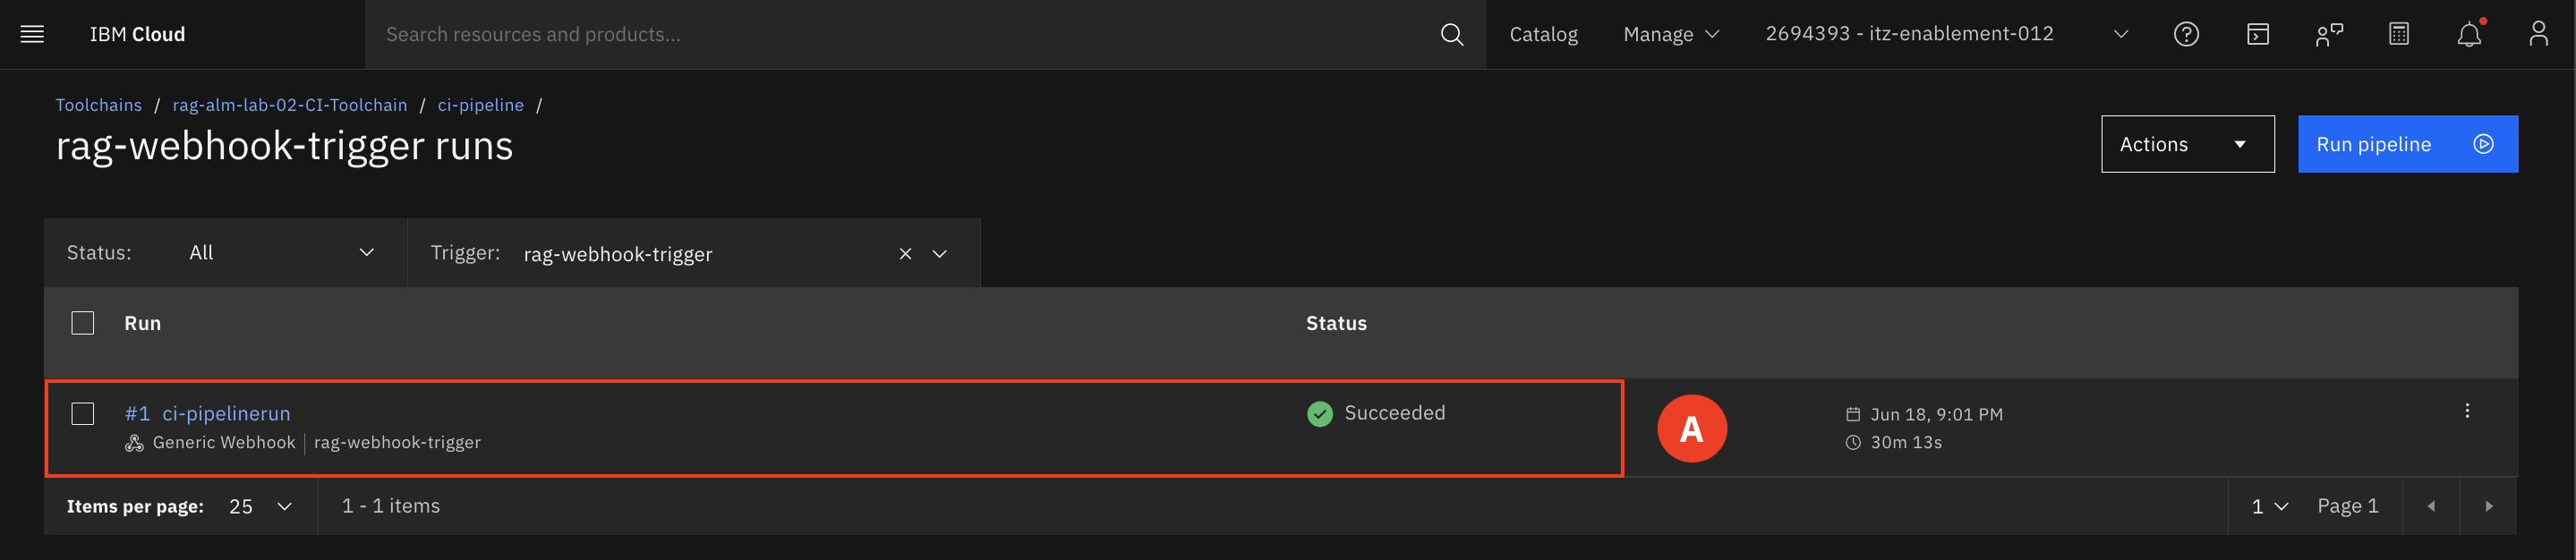 IBM Cloud
Search resources and products...
Catalog
Manage
2694393 - itz-enablement-012
Toolchains / rag-alm-lab-02-CI-Toolchain / ci-pipeline /
rag-webhook-trigger runs
Actions
Run pipeline
Status: All
Trigger: rag-webhook-trigger
Run Status
#1 ci-pipelinerun
Succeeded
A
Jun 18, 9:01 PM
Generic Webhook | rag-webhook-trigger
30m 13s
Items per page: 25
1 - 1 items
1
Page 1